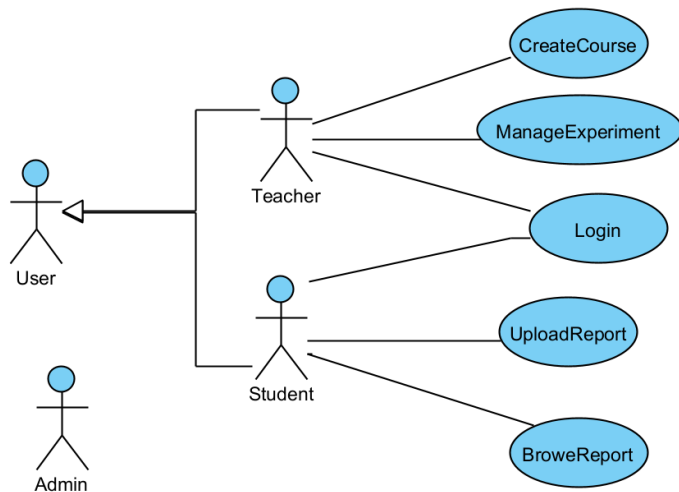 CreateCourse
ManageExperiment
Teacher
Login
User
UploadReport
Student
BroweReport
Admin